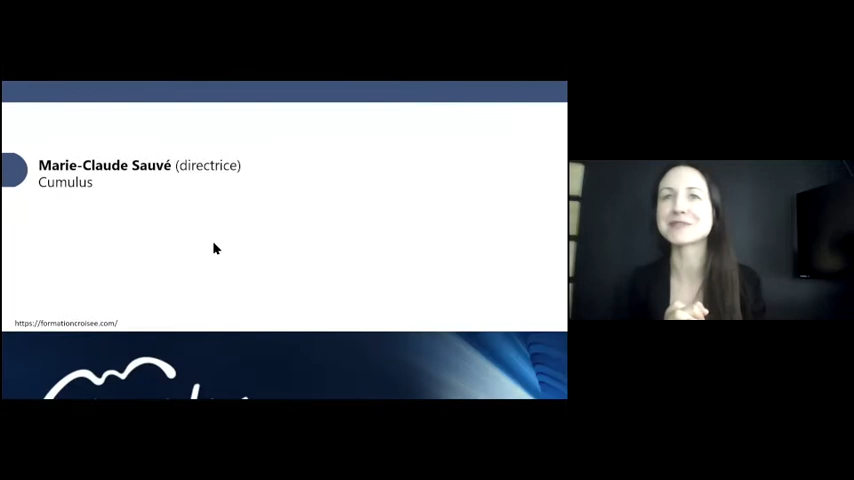 Marie-Claude Sauvé (directrice)
Cumulus
https://formationcroisee.com/